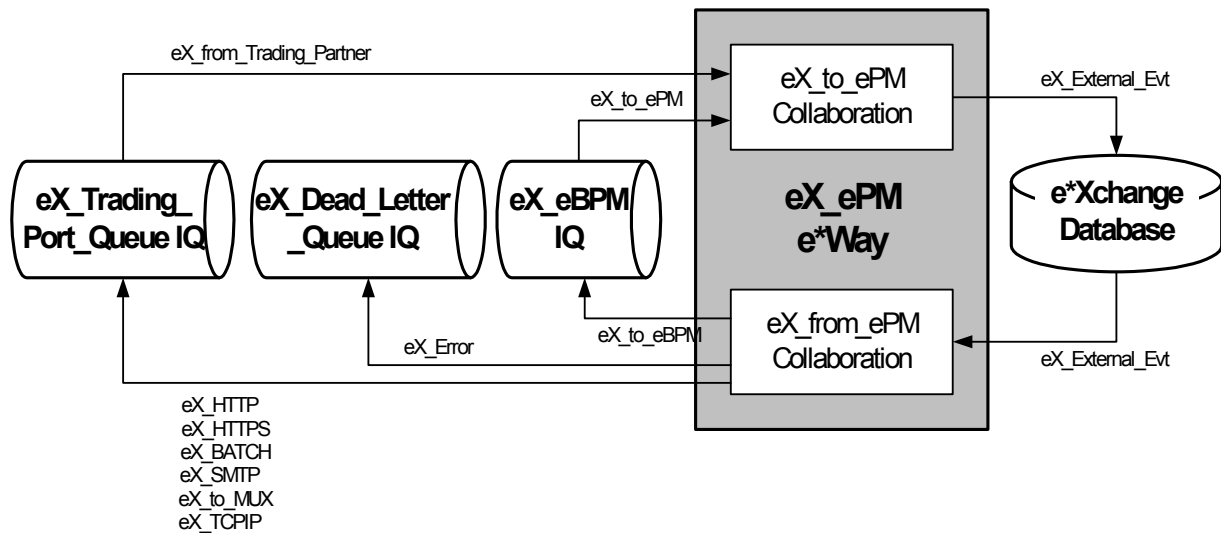 eX_from_Trading_Partner
eX_to_ePM
eX_to_ePM
Collaboration
eX_External_Evt
eX_Trading_
Port_Queue IQ
eX_Dead_Letter
_Queue IQ
eX_eBPM
IQ
eX_ePM
e*Way
e*Xchange
Database
eX_to_eBPM
eX_Error
eX_from_ePM
Collaboration
eX_External_Evt
eX_HTTP
eX_HTTPS
eX_BATCH
eX_SMTP
eX_to_MUX
eX_TCPIP